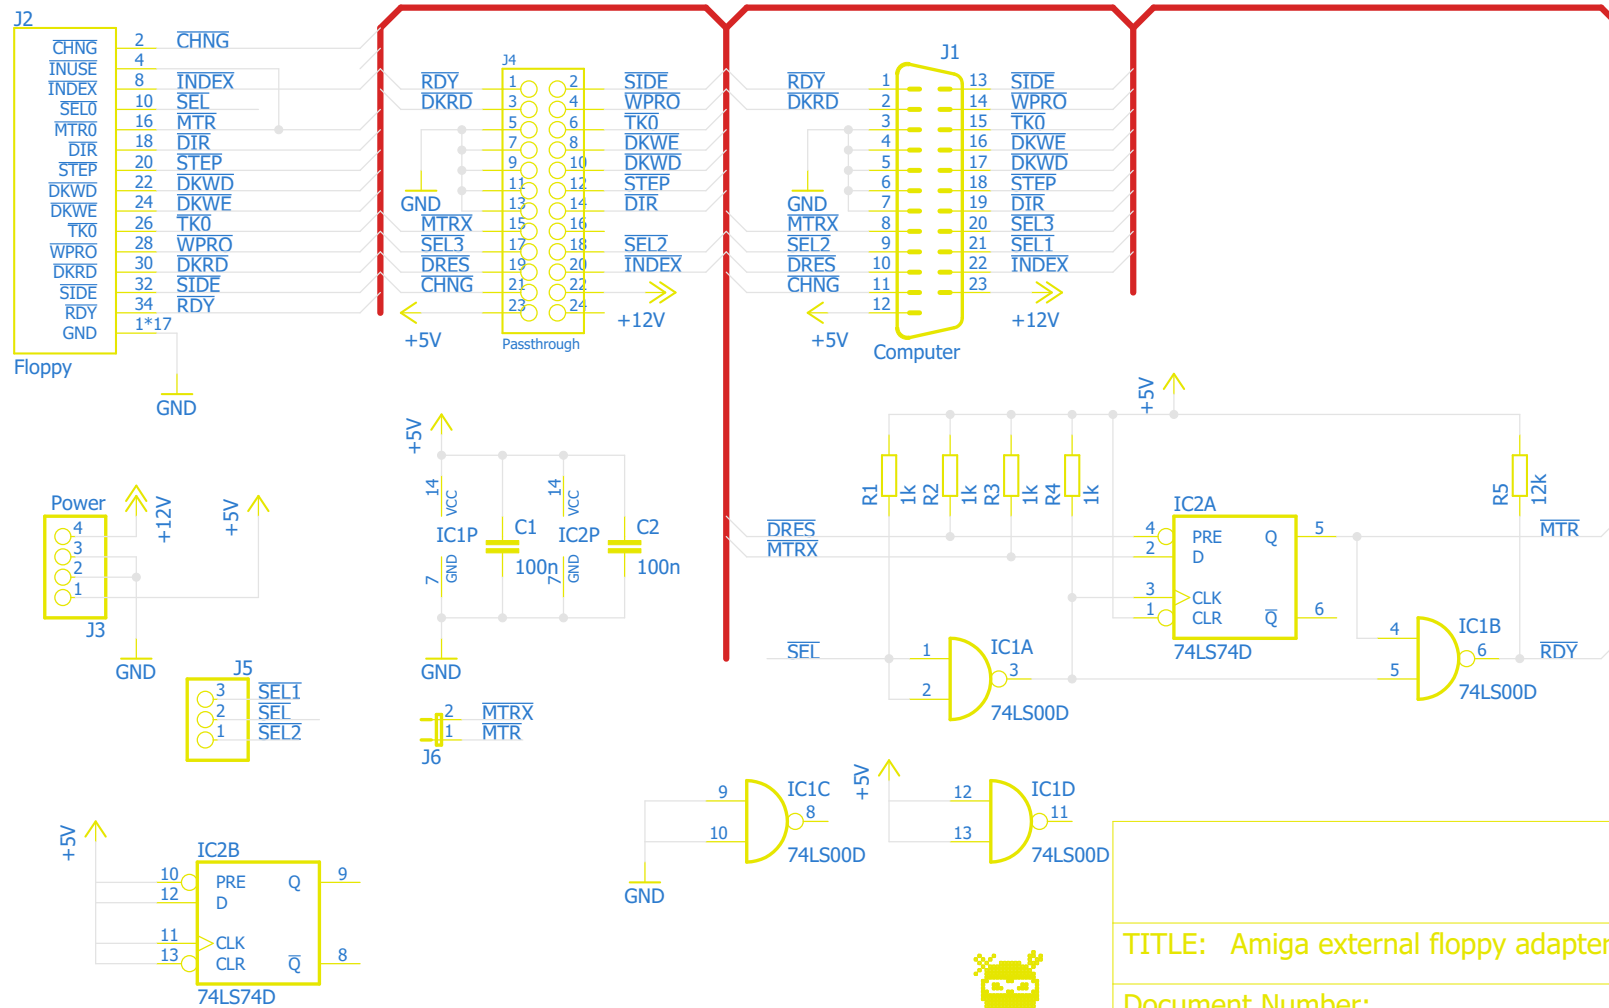 J2
CHNG 2 CHNG
INUSE 4
INDEX 8 INDEX
SEL0 10 SEL
MTR0 16 MTR
DIR 18 DIR
STEP 20 STEP
DKWD 22 DKWD
DKWE 24 DKWE
TK0 26 TK0
WPRO 28 WPRO
DKRD 30 DKRD
SIDE 32 SIDE
RDY 34 RDY
GND 1*17
Floppy
GND
J4
RDY 1 2 SIDE
DKRD 3 4 WPRO
5 6 TK0
7 8 DKWE
9 10 DKWD
11 12 STEP
GND 13 14 DIR
MTRX 15 16
SEL3 17 18 SEL2
DRES 19 20 INDEX
CHNG 21 22
23 24 +12V
+5V
Passthrough
J1
RDY 1 13 SIDE
DKRD 2 14 WPRO
3 15 TK0
4 16 DKWE
5 17 DKWD
6 18 STEP
GND 7 19 DIR
MTRX 8 20 SEL3
SEL2 9 21 SEL1
DRES 10 22 INDEX
CHNG 11 23
12 +12V
+5V
Computer
Power
4 +12V
3
2
1 +5V
J3
GND
+5V
14 VCC 14 VCC
IC1P C1 IC2P C2
100n 100n
7 GND 7 GND
GND
+5V
R1 1k R2 1k R3 1k R4 1k R5 12k
IC2A
DRES 4 PRE Q 5 MTR
MTRX 2 D
3 CLK
1 CLR Q 6
74LS74D
SEL 1 IC1A
2 3
74LS00D
4 IC1B
5 6 RDY
74LS00D
J5
3 SEL1
2 SEL
1 SEL2
2 MTRX
1 MTR
J6
9 IC1C
10 8
74LS00D
GND
+5V
12 IC1D
13 11
74LS00D
+5V
IC2B
10 PRE Q 9
12 D
11 CLK
13 CLR Q 8
74LS74D
TITLE: Amiga external floppy adapter
Document Number: